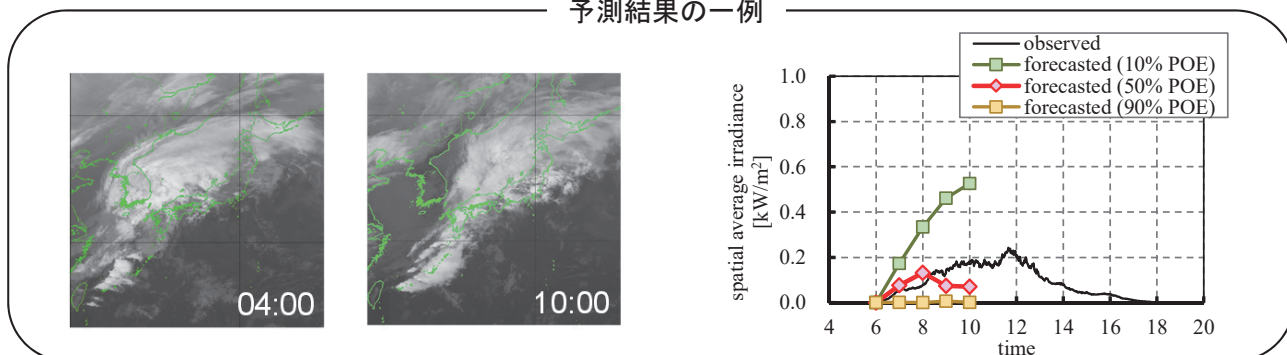 予測結果の一例
04:00
10:00
observed
forecasted (10% POE)
forecasted (50% POE)
forecasted (90% POE)
spatial average irradiance
[kW/m²]
1.0
0.8
0.6
0.4
0.2
0.0
4 6 8 10 12 14 16 18 20
time